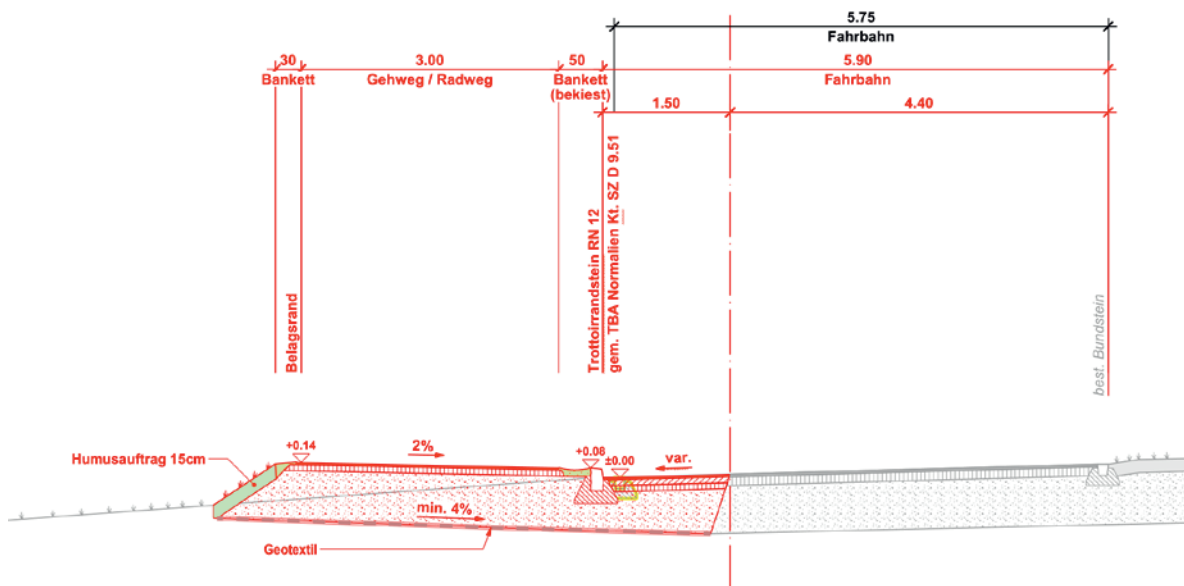 5.75
Fahrbahn
30
3.00
50
5.90
Bankett
Gehweg / Radweg
Bankett
(bekiest)
Fahrbahn
1.50
4.40
Belagsrand
Trottoirrandstein RN 12
gem. TBA Normalien Kt. SZ D 9.51
best. Bundstein
Humusauftrag 15cm
+0.14
2%
+0.08
±0.00
var.
min. 4%
Geotextil